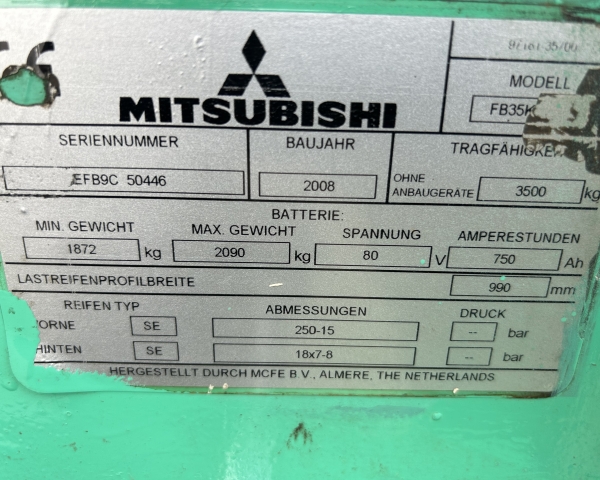 MITSUBISHI
MODELL
FB35K
SERIENNUMMER
EFB9C 50446
BAUJAHR
2008
TRAGFÄHIGKEIT
OHNE
ANBAUGERÄTE
3500 kg
BATTERIE:
MIN. GEWICHT
1872 kg
MAX. GEWICHT
2090 kg
SPANNUNG
80 V
AMPERESTUNDEN
750 Ah
LASTREIFENPROFILBREITE 990 mm
REIFEN TYP ABMESSUNGEN DRUCK
VORNE SE 250-15 -- bar
HINTEN SE 18x7-8 -- bar
HERGESTELLT DURCH MCFE B V., ALMERE, THE NETHERLANDS